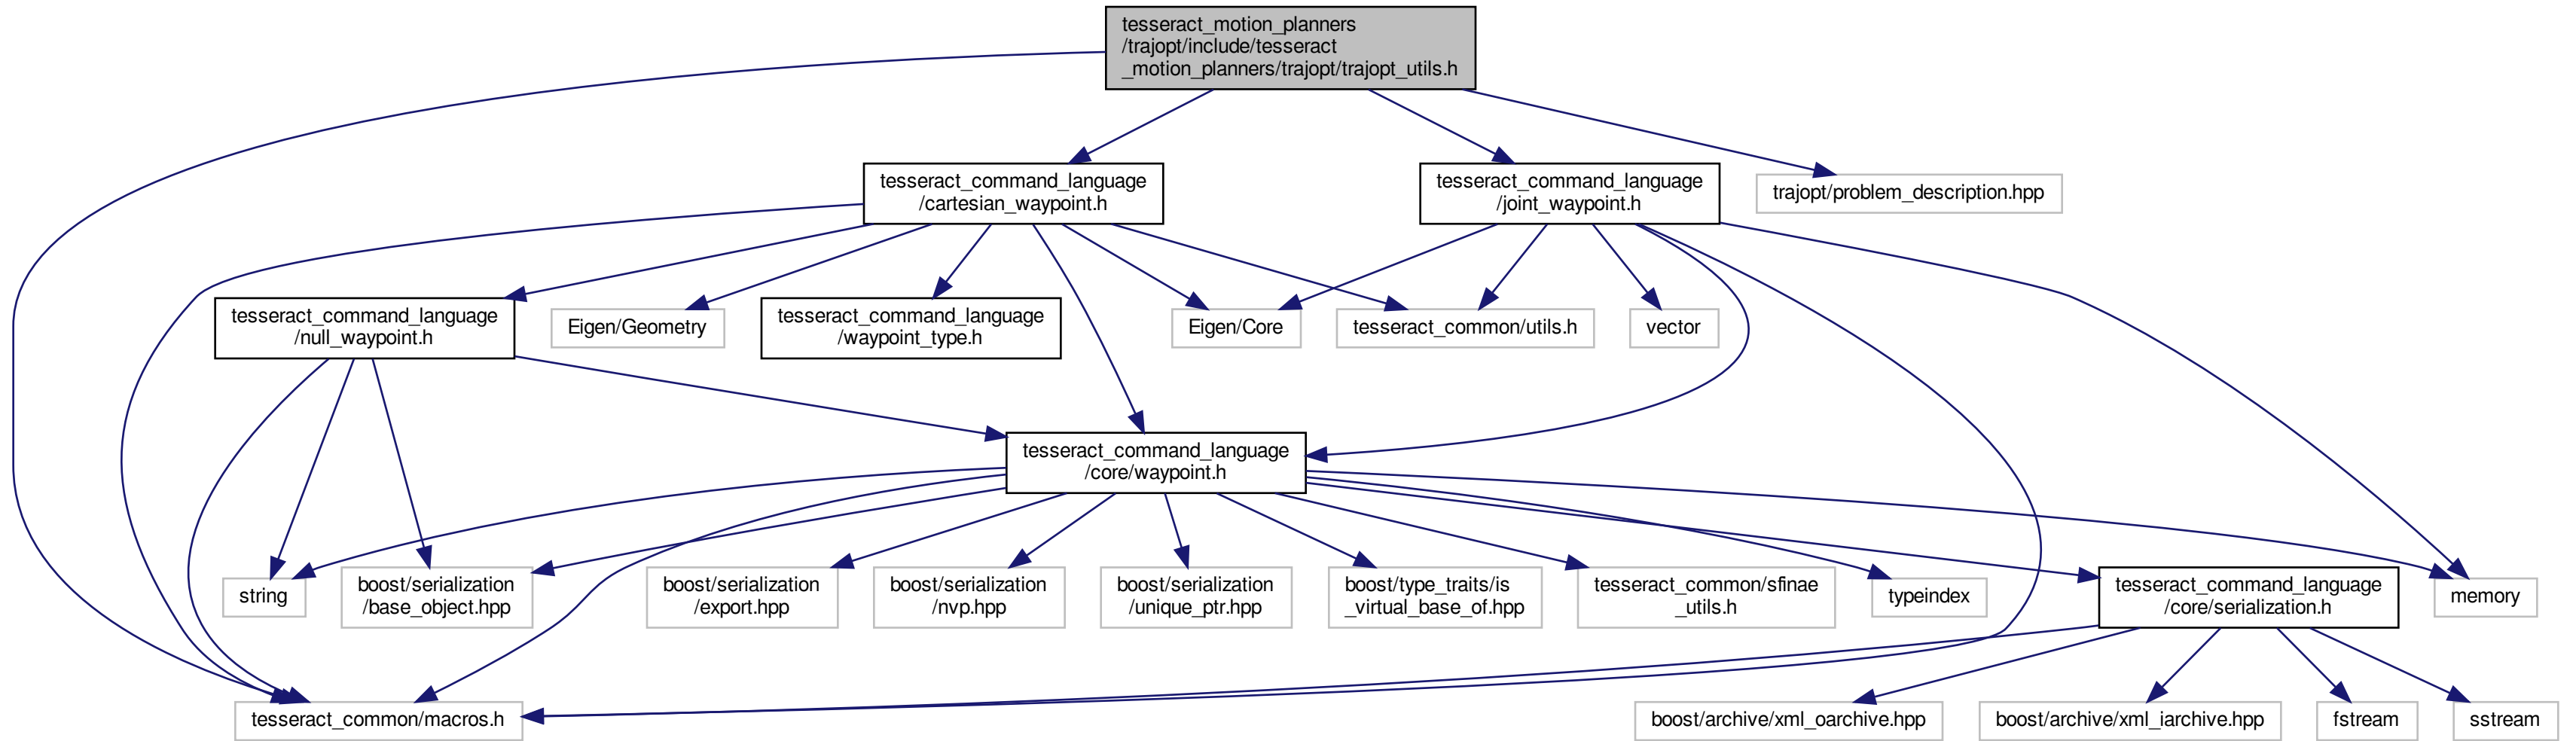 tesseract_motion_planners
/trajopt/include/tesseract
_motion_planners/trajopt/trajopt_utils.h
tesseract_command_language
/cartesian_waypoint.h
tesseract_command_language
/joint_waypoint.h
trajopt/problem_description.hpp
tesseract_command_language
/null_waypoint.h
Eigen/Geometry
tesseract_command_language
/waypoint_type.h
Eigen/Core
tesseract_common/utils.h
vector
tesseract_command_language
/core/waypoint.h
string
boost/serialization
/base_object.hpp
boost/serialization
/export.hpp
boost/serialization
/nvp.hpp
boost/serialization
/unique_ptr.hpp
boost/type_traits/is
_virtual_base_of.hpp
tesseract_common/sfinae
_utils.h
typeindex
tesseract_command_language
/core/serialization.h
memory
tesseract_common/macros.h
boost/archive/xml_oarchive.hpp
boost/archive/xml_iarchive.hpp
fstream
sstream